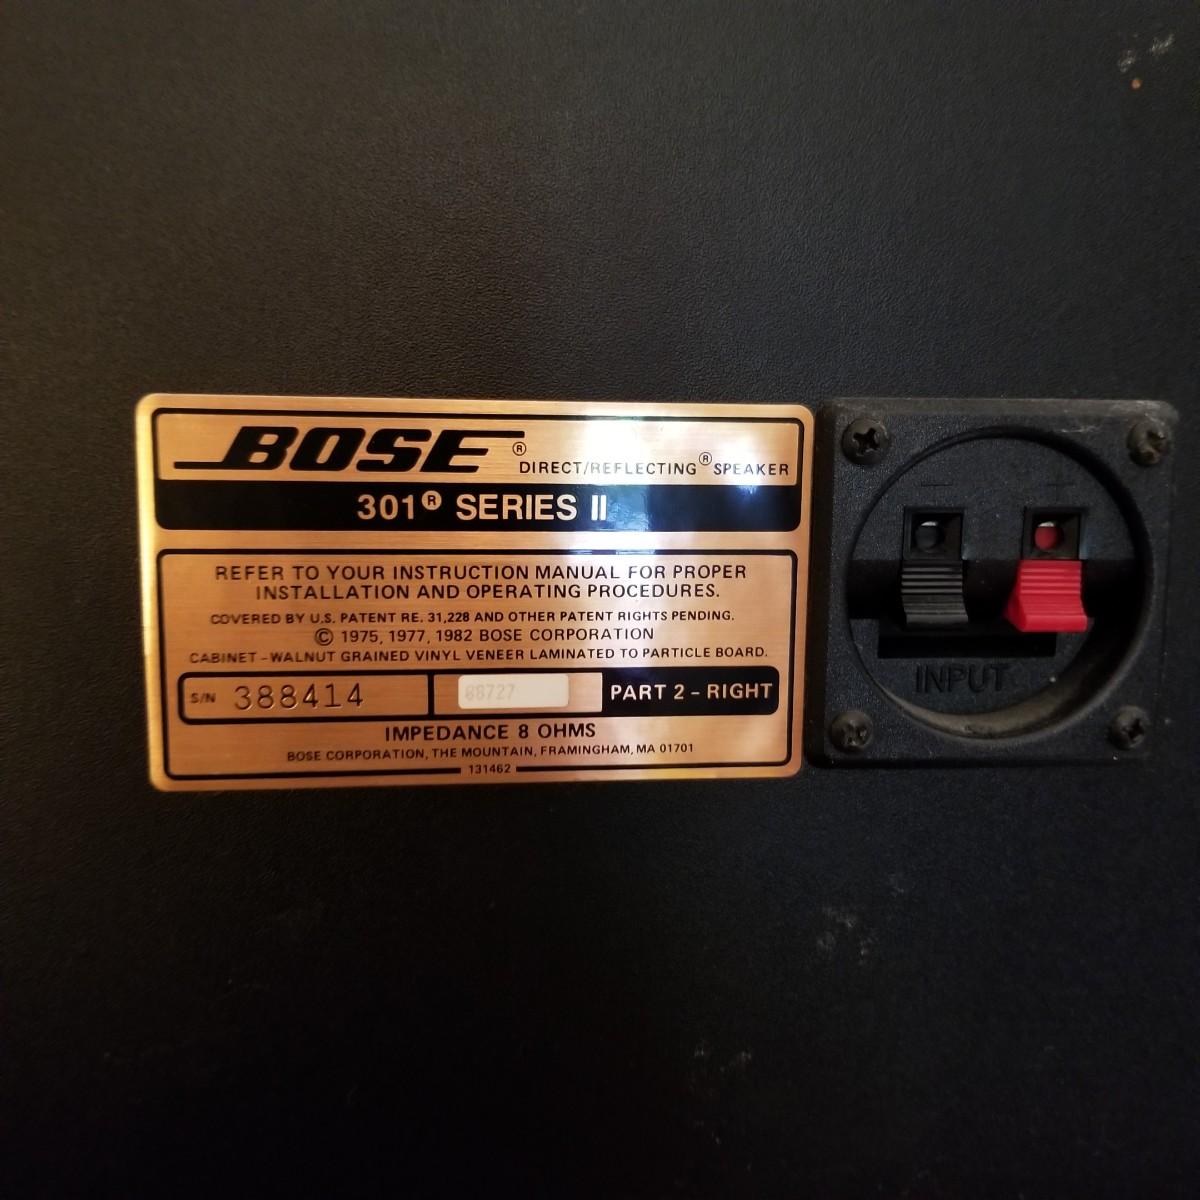 BOSE® DIRECT/REFLECTING® SPEAKER
301® SERIES II
REFER TO YOUR INSTRUCTION MANUAL FOR PROPER
INSTALLATION AND OPERATING PROCEDURES.
COVERED BY U.S. PATENT RE. 31,228 AND OTHER PATENT RIGHTS PENDING.
© 1975, 1977, 1982 BOSE CORPORATION
CABINET - WALNUT GRAINED VINYL VENEER LAMINATED TO PARTICLE BOARD.
S/N 388414 PART 2 - RIGHT
IMPEDANCE 8 OHMS
BOSE CORPORATION, THE MOUNTAIN, FRAMINGHAM, MA 01701
131462
INPUT